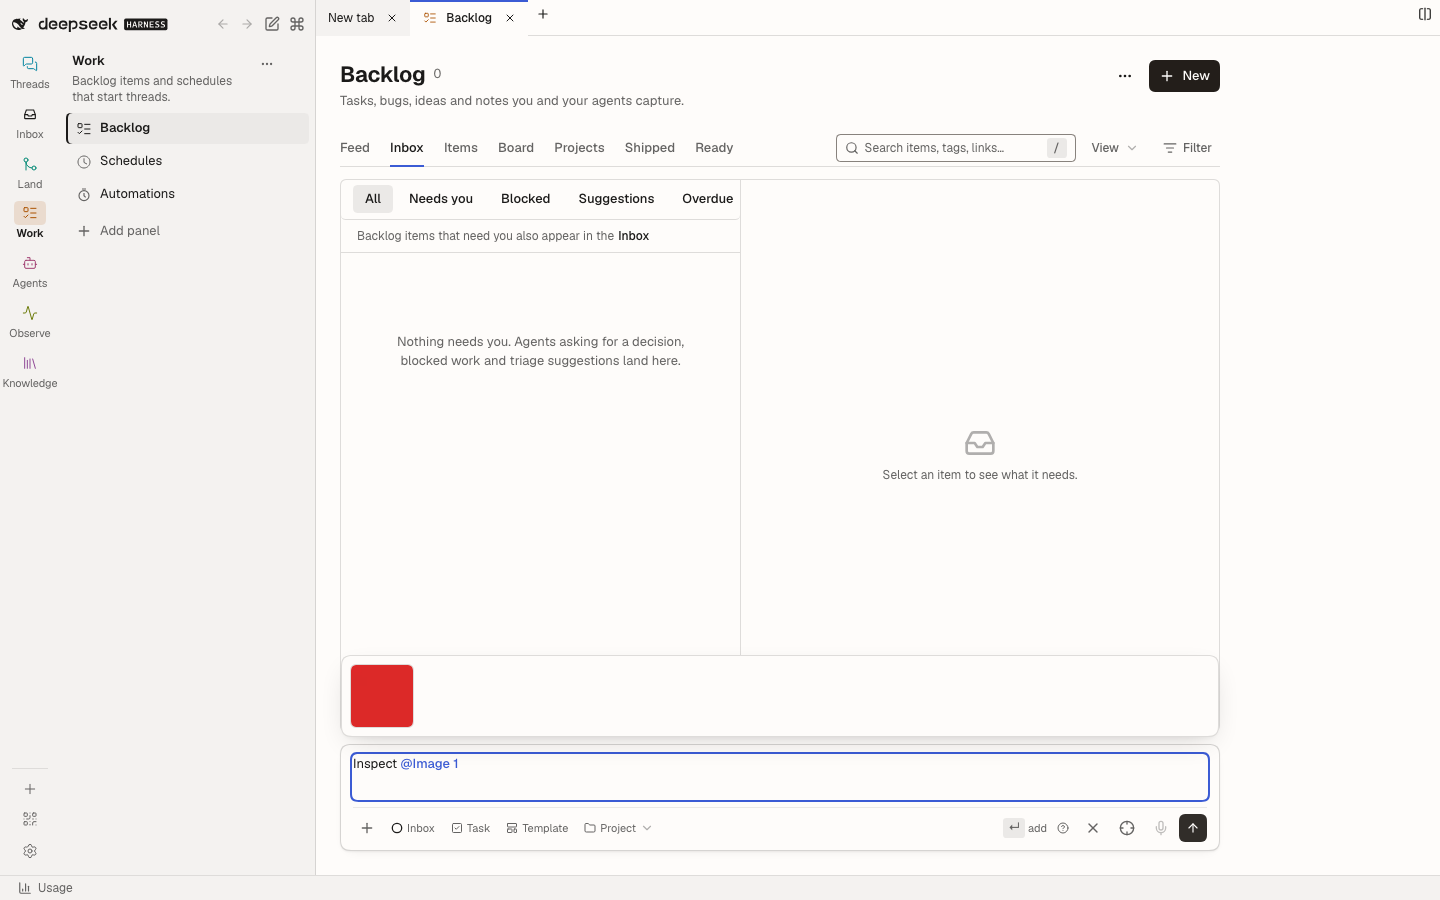 deepseek HARNESS
New tab
Backlog
Threads
Inbox
Land
Work
Agents
Observe
Knowledge
Work
Backlog items and schedules
that start threads.
Backlog
Schedules
Automations
Add panel
Backlog 0
New
Tasks, bugs, ideas and notes you and your agents capture.
Feed Inbox Items Board Projects Shipped Ready
Search items, tags, links... /
View
Filter
All Needs you Blocked Suggestions Overdue
Backlog items that need you also appear in the Inbox
Nothing needs you. Agents asking for a decision,
blocked work and triage suggestions land here.
Select an item to see what it needs.
Inspect @Image 1
Inbox Task Template Project
add
Usage